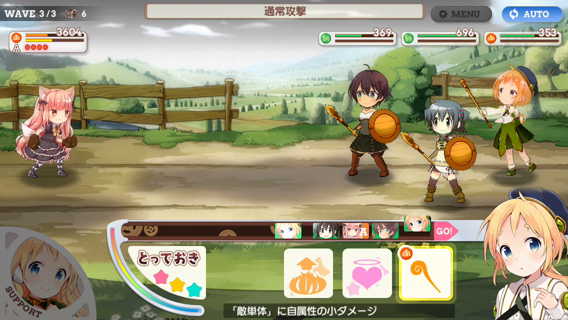 WAVE 3/3 6
通常攻撃
MENU
AUTO
3604
A
369
696
353
GO!
とっておき
SUPPORT
「敵単体」に自属性の小ダメージ